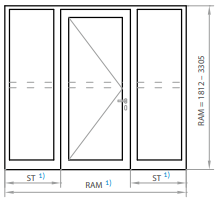 RAM = 1812 – 3305
ST 1)
ST 1)
RAM 1)